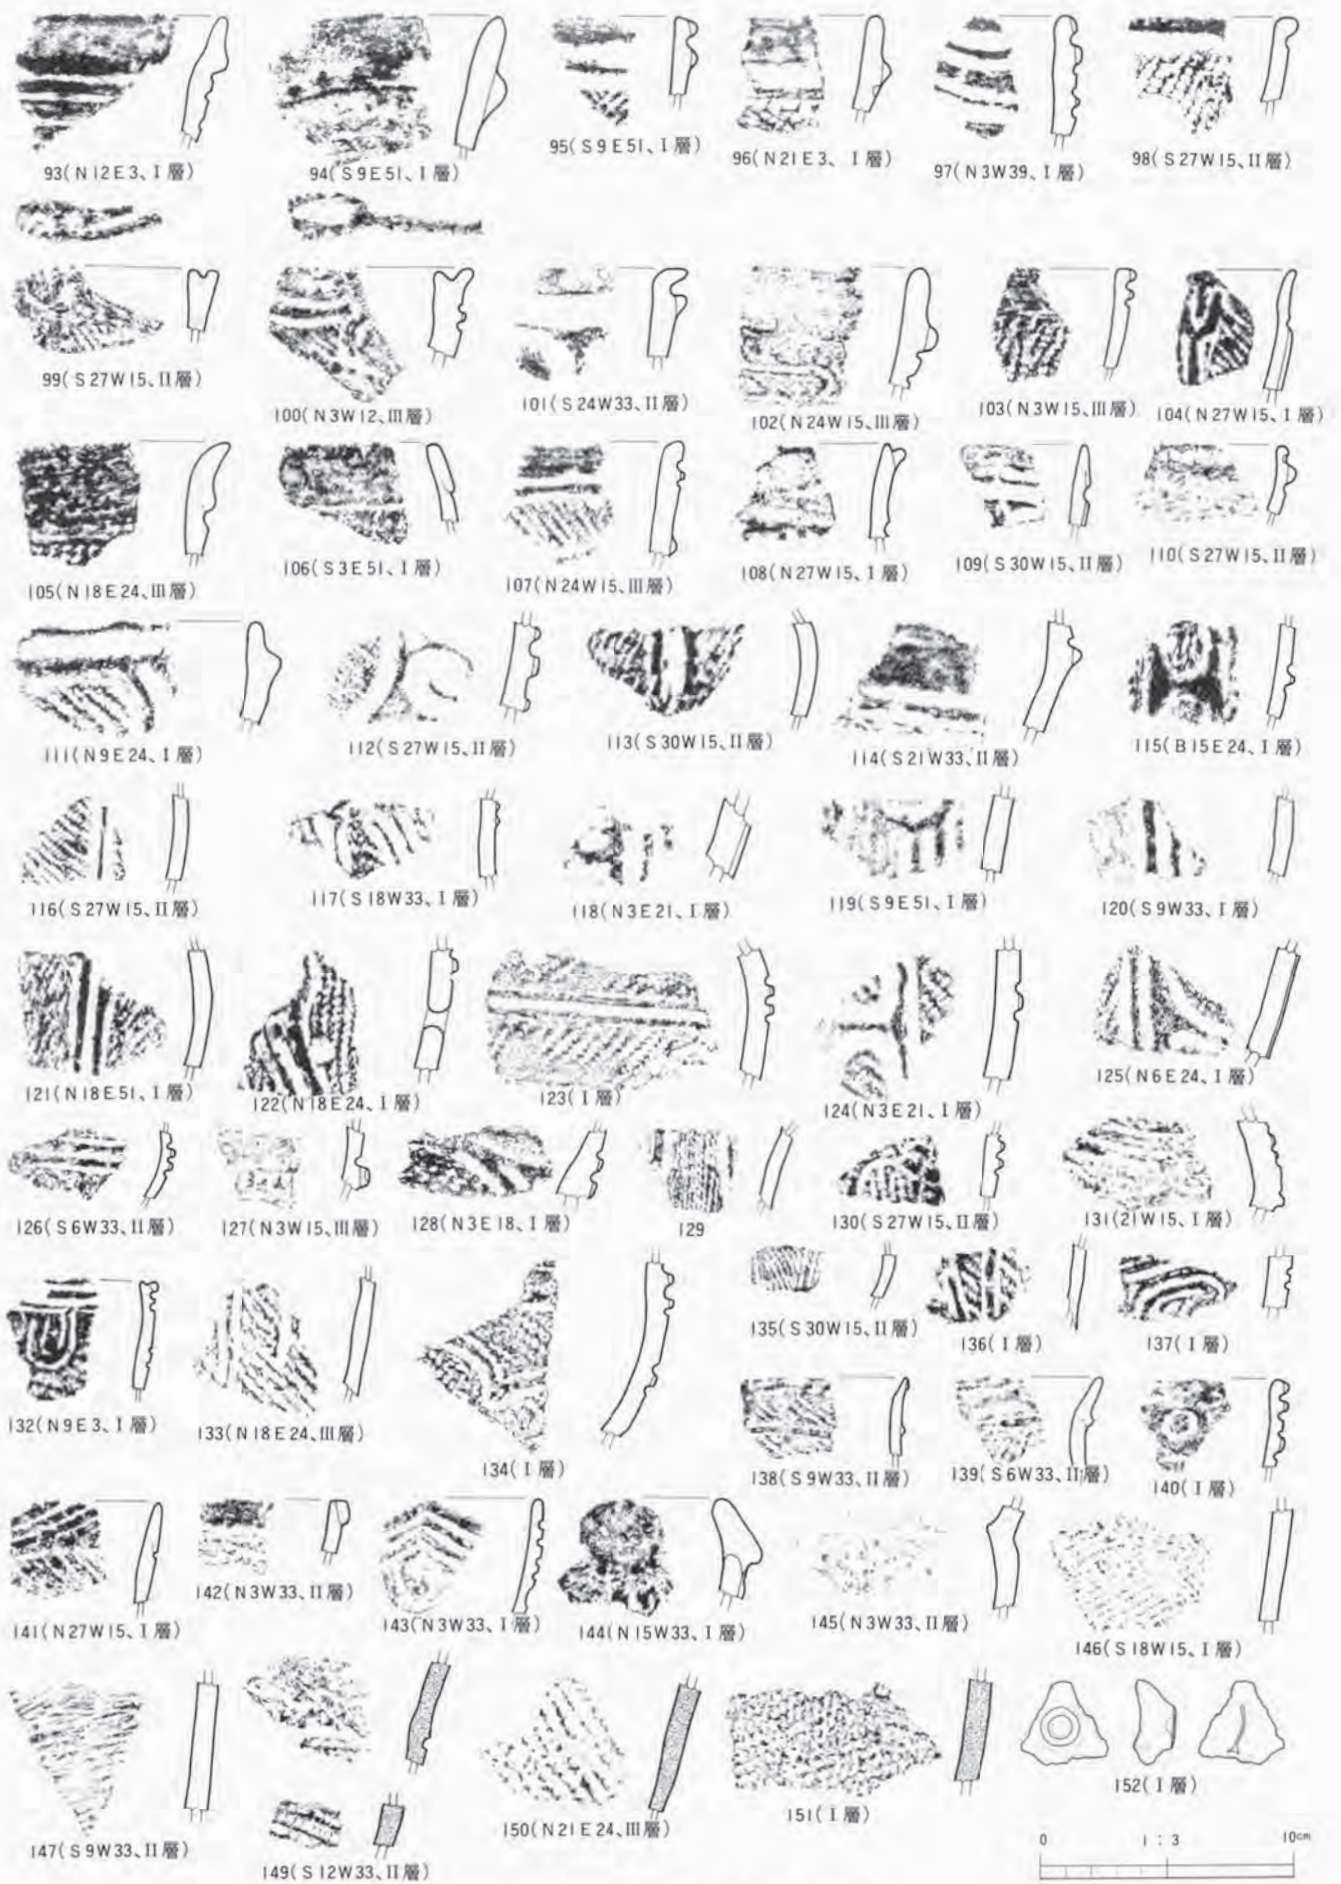 93(N12E3、I層)
94(S9E51、I層)
95(S9E51、I層)
96(N21E3、I層)
97(N3W39、I層)
98(S27W15、II層)
99(S27W15、II層)
100(N3W12、III層)
101(S24W33、II層)
102(N24W15、III層)
103(N3W15、III層)
104(N27W15、I層)
105(N18E24、III層)
106(S3E51、I層)
107(N24W15、III層)
108(N27W15、I層)
109(S30W15、II層)
110(S27W15、II層)
111(N9E24、I層)
112(S27W15、II層)
113(S30W15、II層)
114(S21W33、II層)
115(B15E24、I層)
116(S27W15、II層)
117(S18W33、I層)
118(N3E21、I層)
119(S9E51、I層)
120(S9W33、I層)
121(N18E51、I層)
122(N18E24、I層)
123(I層)
124(N3E21、I層)
125(N6E24、I層)
126(S6W33、II層)
127(N3W15、III層)
128(N3E18、I層)
129
130(S27W15、II層)
131(21W15、I層)
132(N9E3、I層)
133(N18E24、III層)
134(I層)
135(S30W15、II層)
136(I層)
137(I層)
138(S9W33、II層)
139(S6W33、II層)
140(I層)
141(N27W15、I層)
142(N3W33、II層)
143(N3W33、I層)
144(N15W33、I層)
145(N3W33、II層)
146(S18W15、I層)
147(S9W33、II層)
149(S12W33、II層)
150(N21E24、III層)
151(I層)
152(I層)
0 1:3 10cm